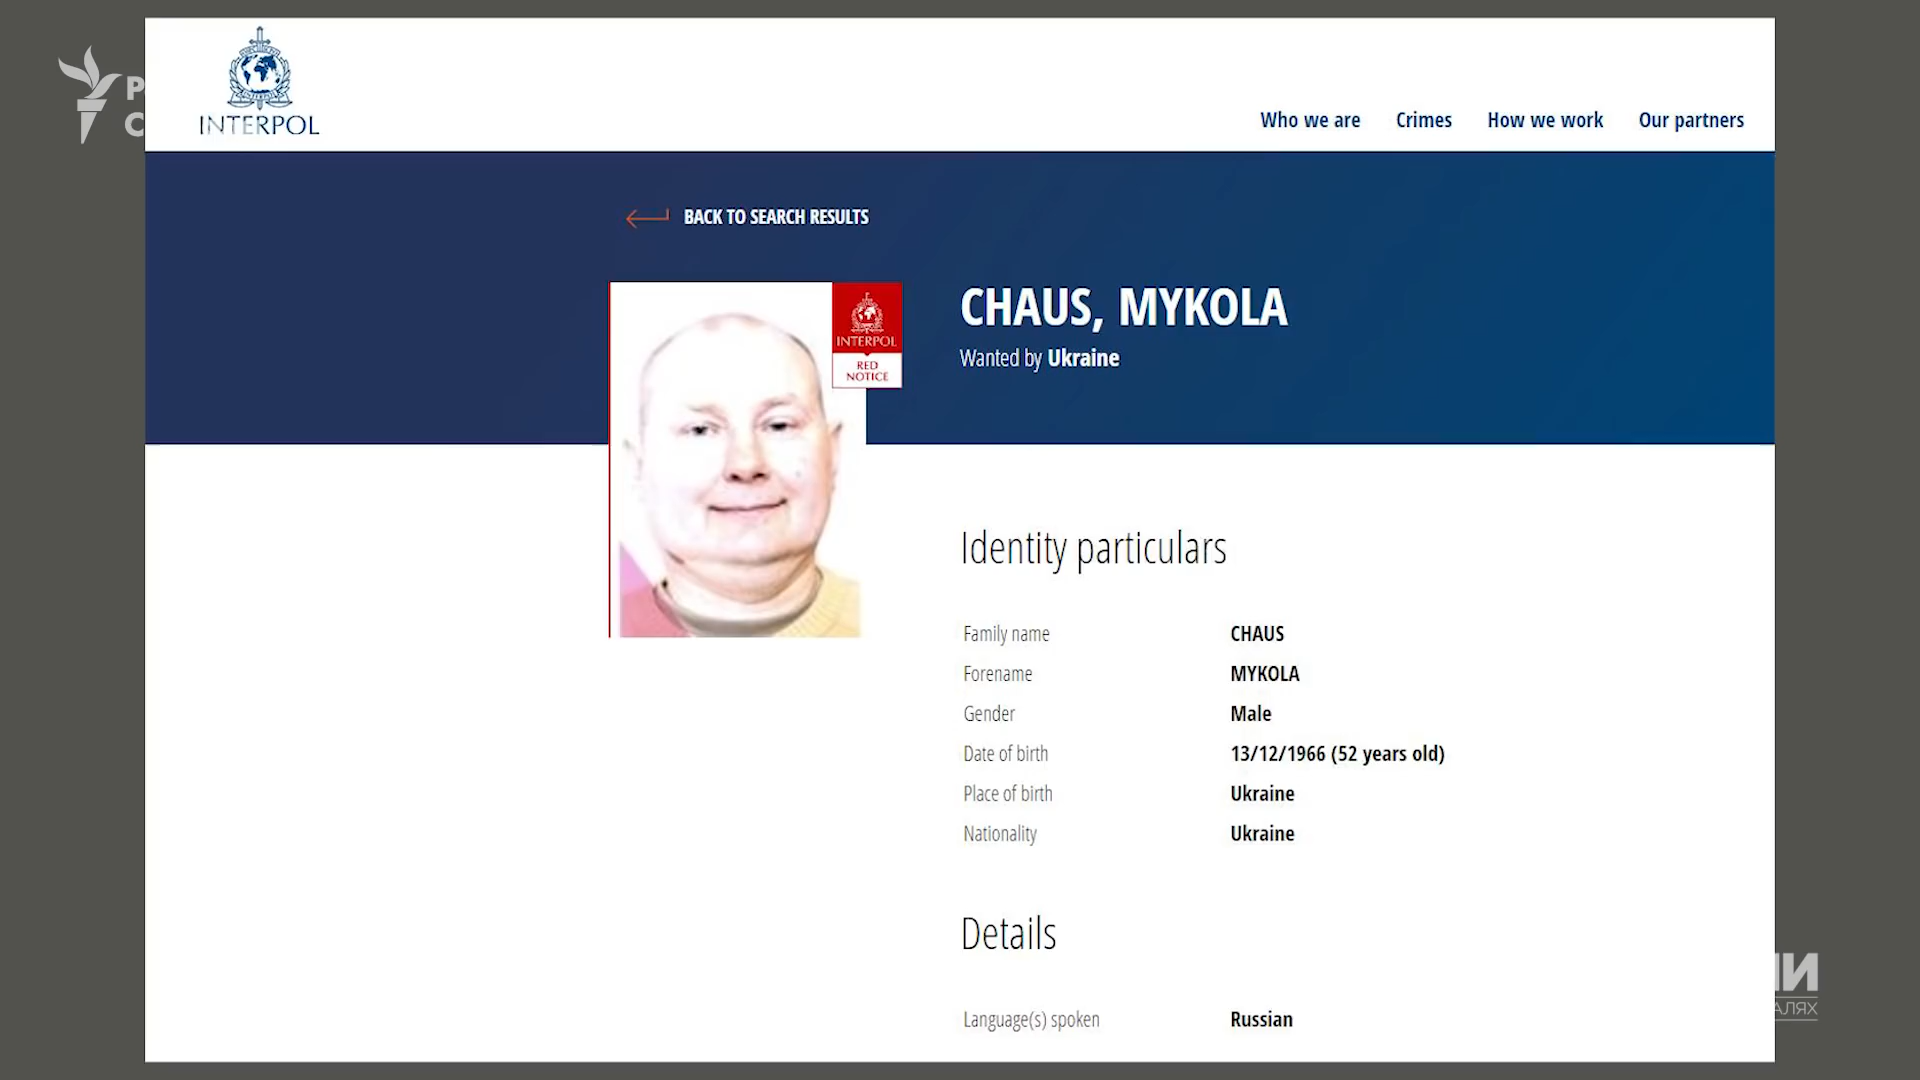 INTERPOL
Who we are
Crimes
How we work
Our partners
BACK TO SEARCH RESULTS
INTERPOL
RED
NOTICE
CHAUS, MYKOLA
Wanted by Ukraine
Identity particulars
Family name CHAUS
Forename MYKOLA
Gender Male
Date of birth 13/12/1966 (52 years old)
Place of birth Ukraine
Nationality Ukraine
Details
Language(s) spoken Russian